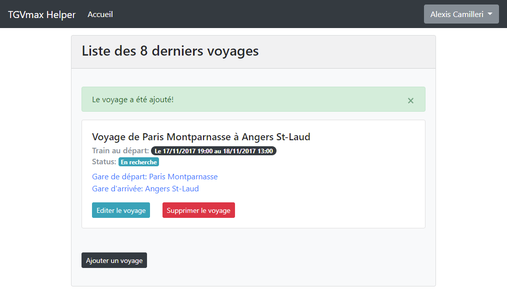 TGVmax Helper Accueil Alexis Camilleri
Liste des 8 derniers voyages
Le voyage a été ajouté! ×
Voyage de Paris Montparnasse à Angers St-Laud
Train au départ: Le 17/11/2017 19:00 au 18/11/2017 13:00
Status: En recherche
Gare de départ: Paris Montparnasse
Gare d'arrivée: Angers St-Laud
Editer le voyage Supprimer le voyage
Ajouter un voyage